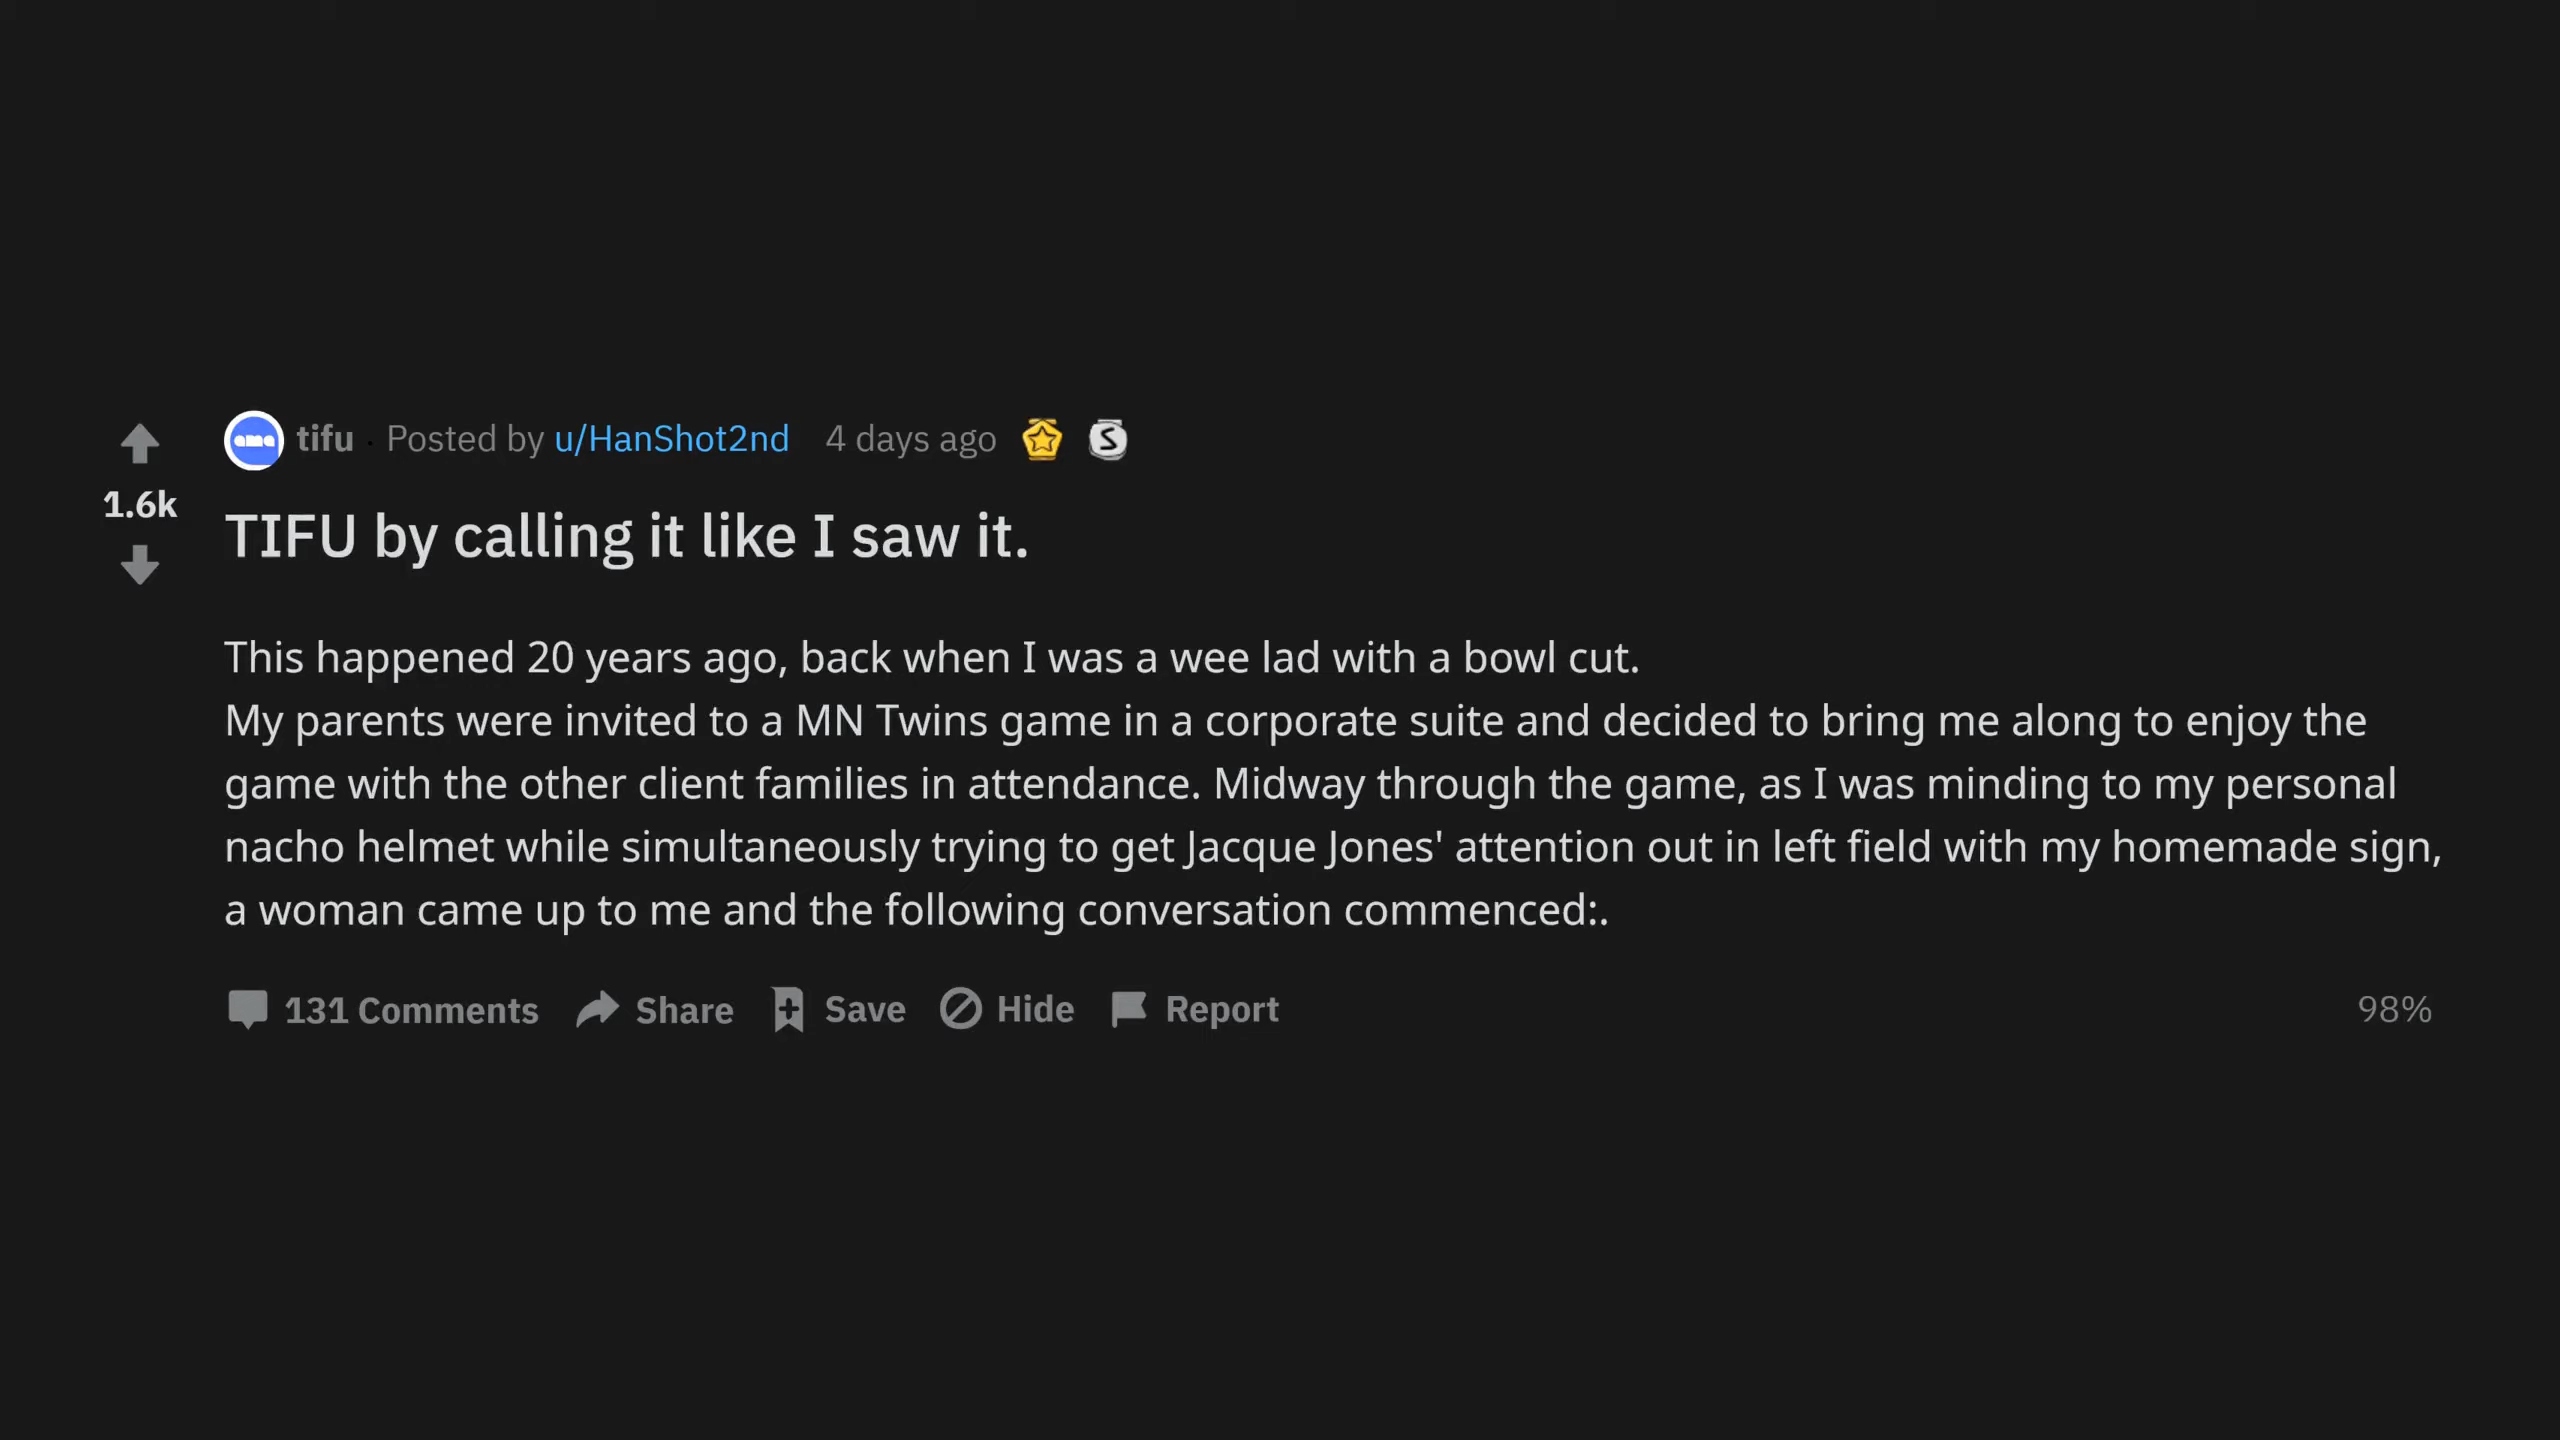 tifu · Posted by u/HanShot2nd 4 days ago
1.6k
TIFU by calling it like I saw it.
This happened 20 years ago, back when I was a wee lad with a bowl cut.
My parents were invited to a MN Twins game in a corporate suite and decided to bring me along to enjoy the
game with the other client families in attendance. Midway through the game, as I was minding to my personal
nacho helmet while simultaneously trying to get Jacque Jones' attention out in left field with my homemade sign,
a woman came up to me and the following conversation commenced:.
131 Comments Share Save Hide Report 98%